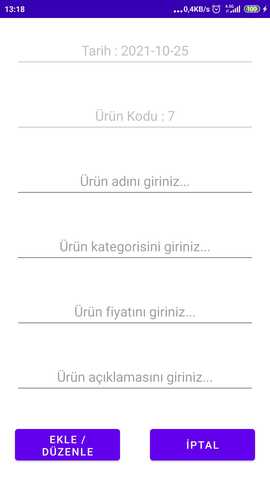 13:18
...0,4KB/s
100
Tarih : 2021-10-25
Ürün Kodu : 7
Ürün adını giriniz...
Ürün kategorisini giriniz...
Ürün fiyatını giriniz...
Ürün açıklamasını giriniz...
EKLE /
DÜZENLE
İPTAL